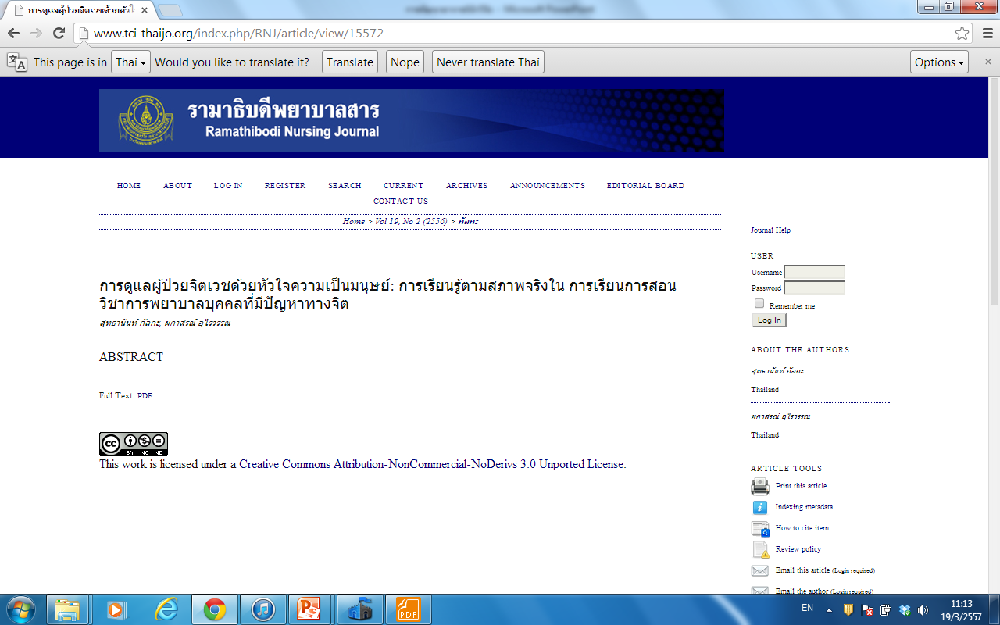 การดูแลผู้ป่วยจิตเวชด้วยหัวใ
www.tci-thaijo.org/index.php/RNJ/article/view/15572
This page is in Thai Would you like to translate it? Translate Nope Never translate Thai Options
รามาธิบดีพยาบาลสาร
Ramathibodi Nursing Journal
HOME ABOUT LOG IN REGISTER SEARCH CURRENT ARCHIVES ANNOUNCEMENTS EDITORIAL BOARD
CONTACT US
Home > Vol 19, No 2 (2556) > กัลกะ
การดูแลผู้ป่วยจิตเวชด้วยหัวใจความเป็นมนุษย์: การเรียนรู้ตามสภาพจริงใน การเรียนการสอน
วิชาการพยาบาลบุคคลที่มีปัญหาทางจิต
สุทธานันท์ กัลกะ, ผกาสรณ์ อุไรวรรณ
ABSTRACT
Full Text: PDF
BY NC ND
This work is licensed under a Creative Commons Attribution-NonCommercial-NoDerivs 3.0 Unported License.
Journal Help
USER
Username
Password
Remember me
Log In
ABOUT THE AUTHORS
สุทธานันท์ กัลกะ
Thailand
ผกาสรณ์ อุไรวรรณ
Thailand
ARTICLE TOOLS
Print this article
Indexing metadata
How to cite item
Review policy
Email this article (Login required)
Email the author (Login required)
EN
11:13
19/3/2557